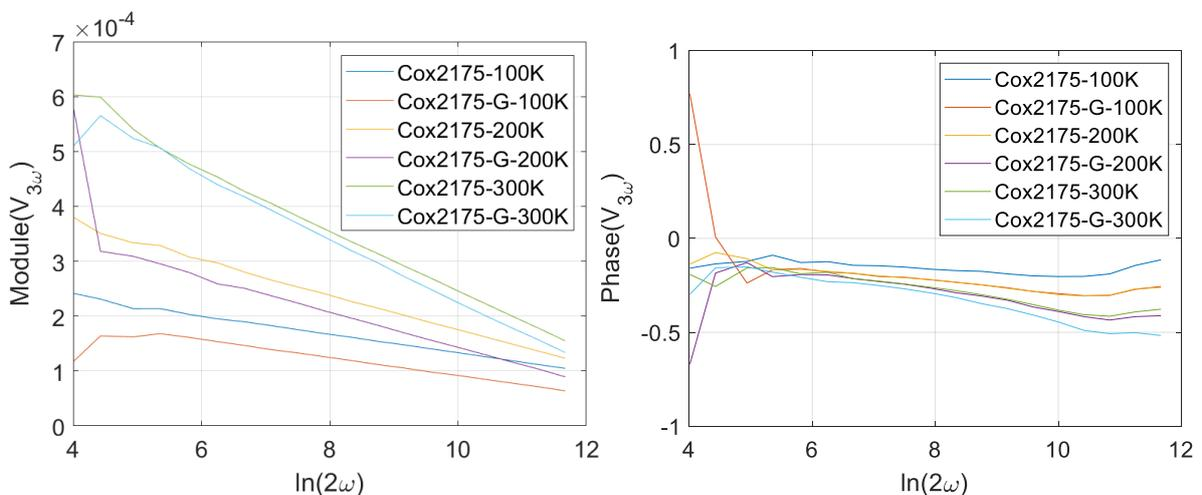 ×10⁻⁴
7
6
5
4
3
2
1
0
4
6
8
10
12
ln(2ω)
Module(V₃ω)
Cox2175-100K
Cox2175-G-100K
Cox2175-200K
Cox2175-G-200K
Cox2175-300K
Cox2175-G-300K
1
0.5
0
-0.5
-1
4
6
8
10
12
ln(2ω)
Phase(V₃ω)
Cox2175-100K
Cox2175-G-100K
Cox2175-200K
Cox2175-G-200K
Cox2175-300K
Cox2175-G-300K